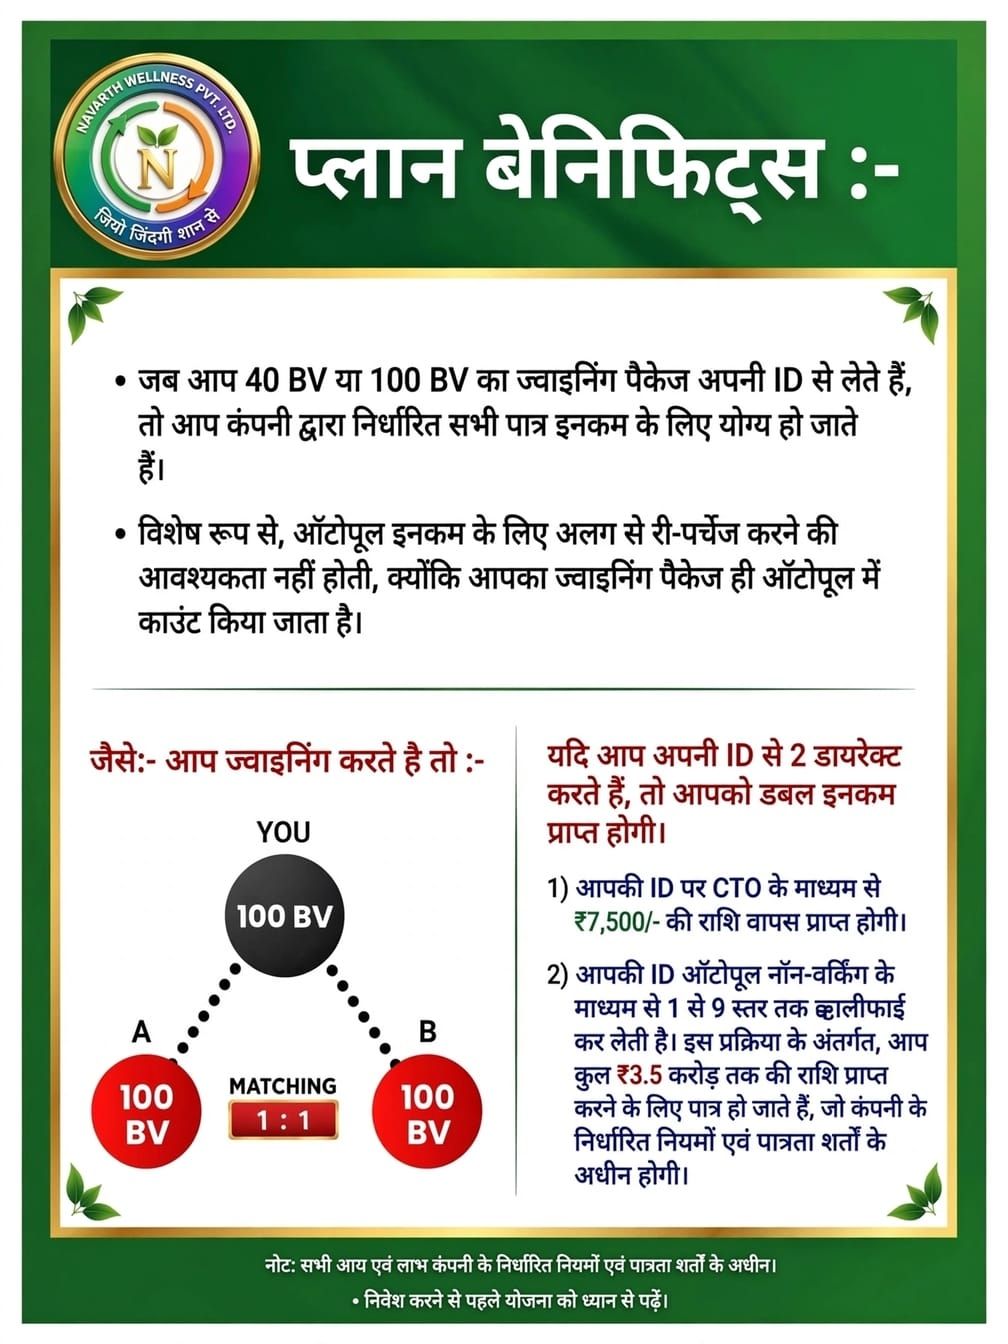 NAVARTH WELLNESS PVT. LTD.
N
जियो जिंदगी शान से
प्लान बेनिफिट्स :-
• जब आप 40 BV या 100 BV का ज्वाइनिंग पैकेज अपनी ID से लेते हैं,
तो आप कंपनी द्वारा निर्धारित सभी पात्र इनकम के लिए योग्य हो जाते
हैं।
• विशेष रूप से, ऑटोपूल इनकम के लिए अलग से री-पर्चेज करने की
आवश्यकता नहीं होती, क्योंकि आपका ज्वाइनिंग पैकेज ही ऑटोपूल में
काउंट किया जाता है।
जैसे:- आप ज्वाइनिंग करते है तो :-
YOU
100 BV
A
B
100
BV
MATCHING
1 : 1
100
BV
यदि आप अपनी ID से 2 डायरेक्ट
करते हैं, तो आपको डबल इनकम
प्राप्त होगी।
1) आपकी ID पर CTO के माध्यम से
₹7,500/- की राशि वापस प्राप्त होगी।
2) आपकी ID ऑटोपूल नॉन-वर्किंग के
माध्यम से 1 से 9 स्तर तक क्वालीफाई
कर लेती है। इस प्रक्रिया के अंतर्गत, आप
कुल ₹3.5 करोड़ तक की राशि प्राप्त
करने के लिए पात्र हो जाते हैं, जो कंपनी के
निर्धारित नियमों एवं पात्रता शर्तों के
अधीन होगी।
नोट: सभी आय एवं लाभ कंपनी के निर्धारित नियमों एवं पात्रता शर्तों के अधीन।
• निवेश करने से पहले योजना को ध्यान से पढ़ें।